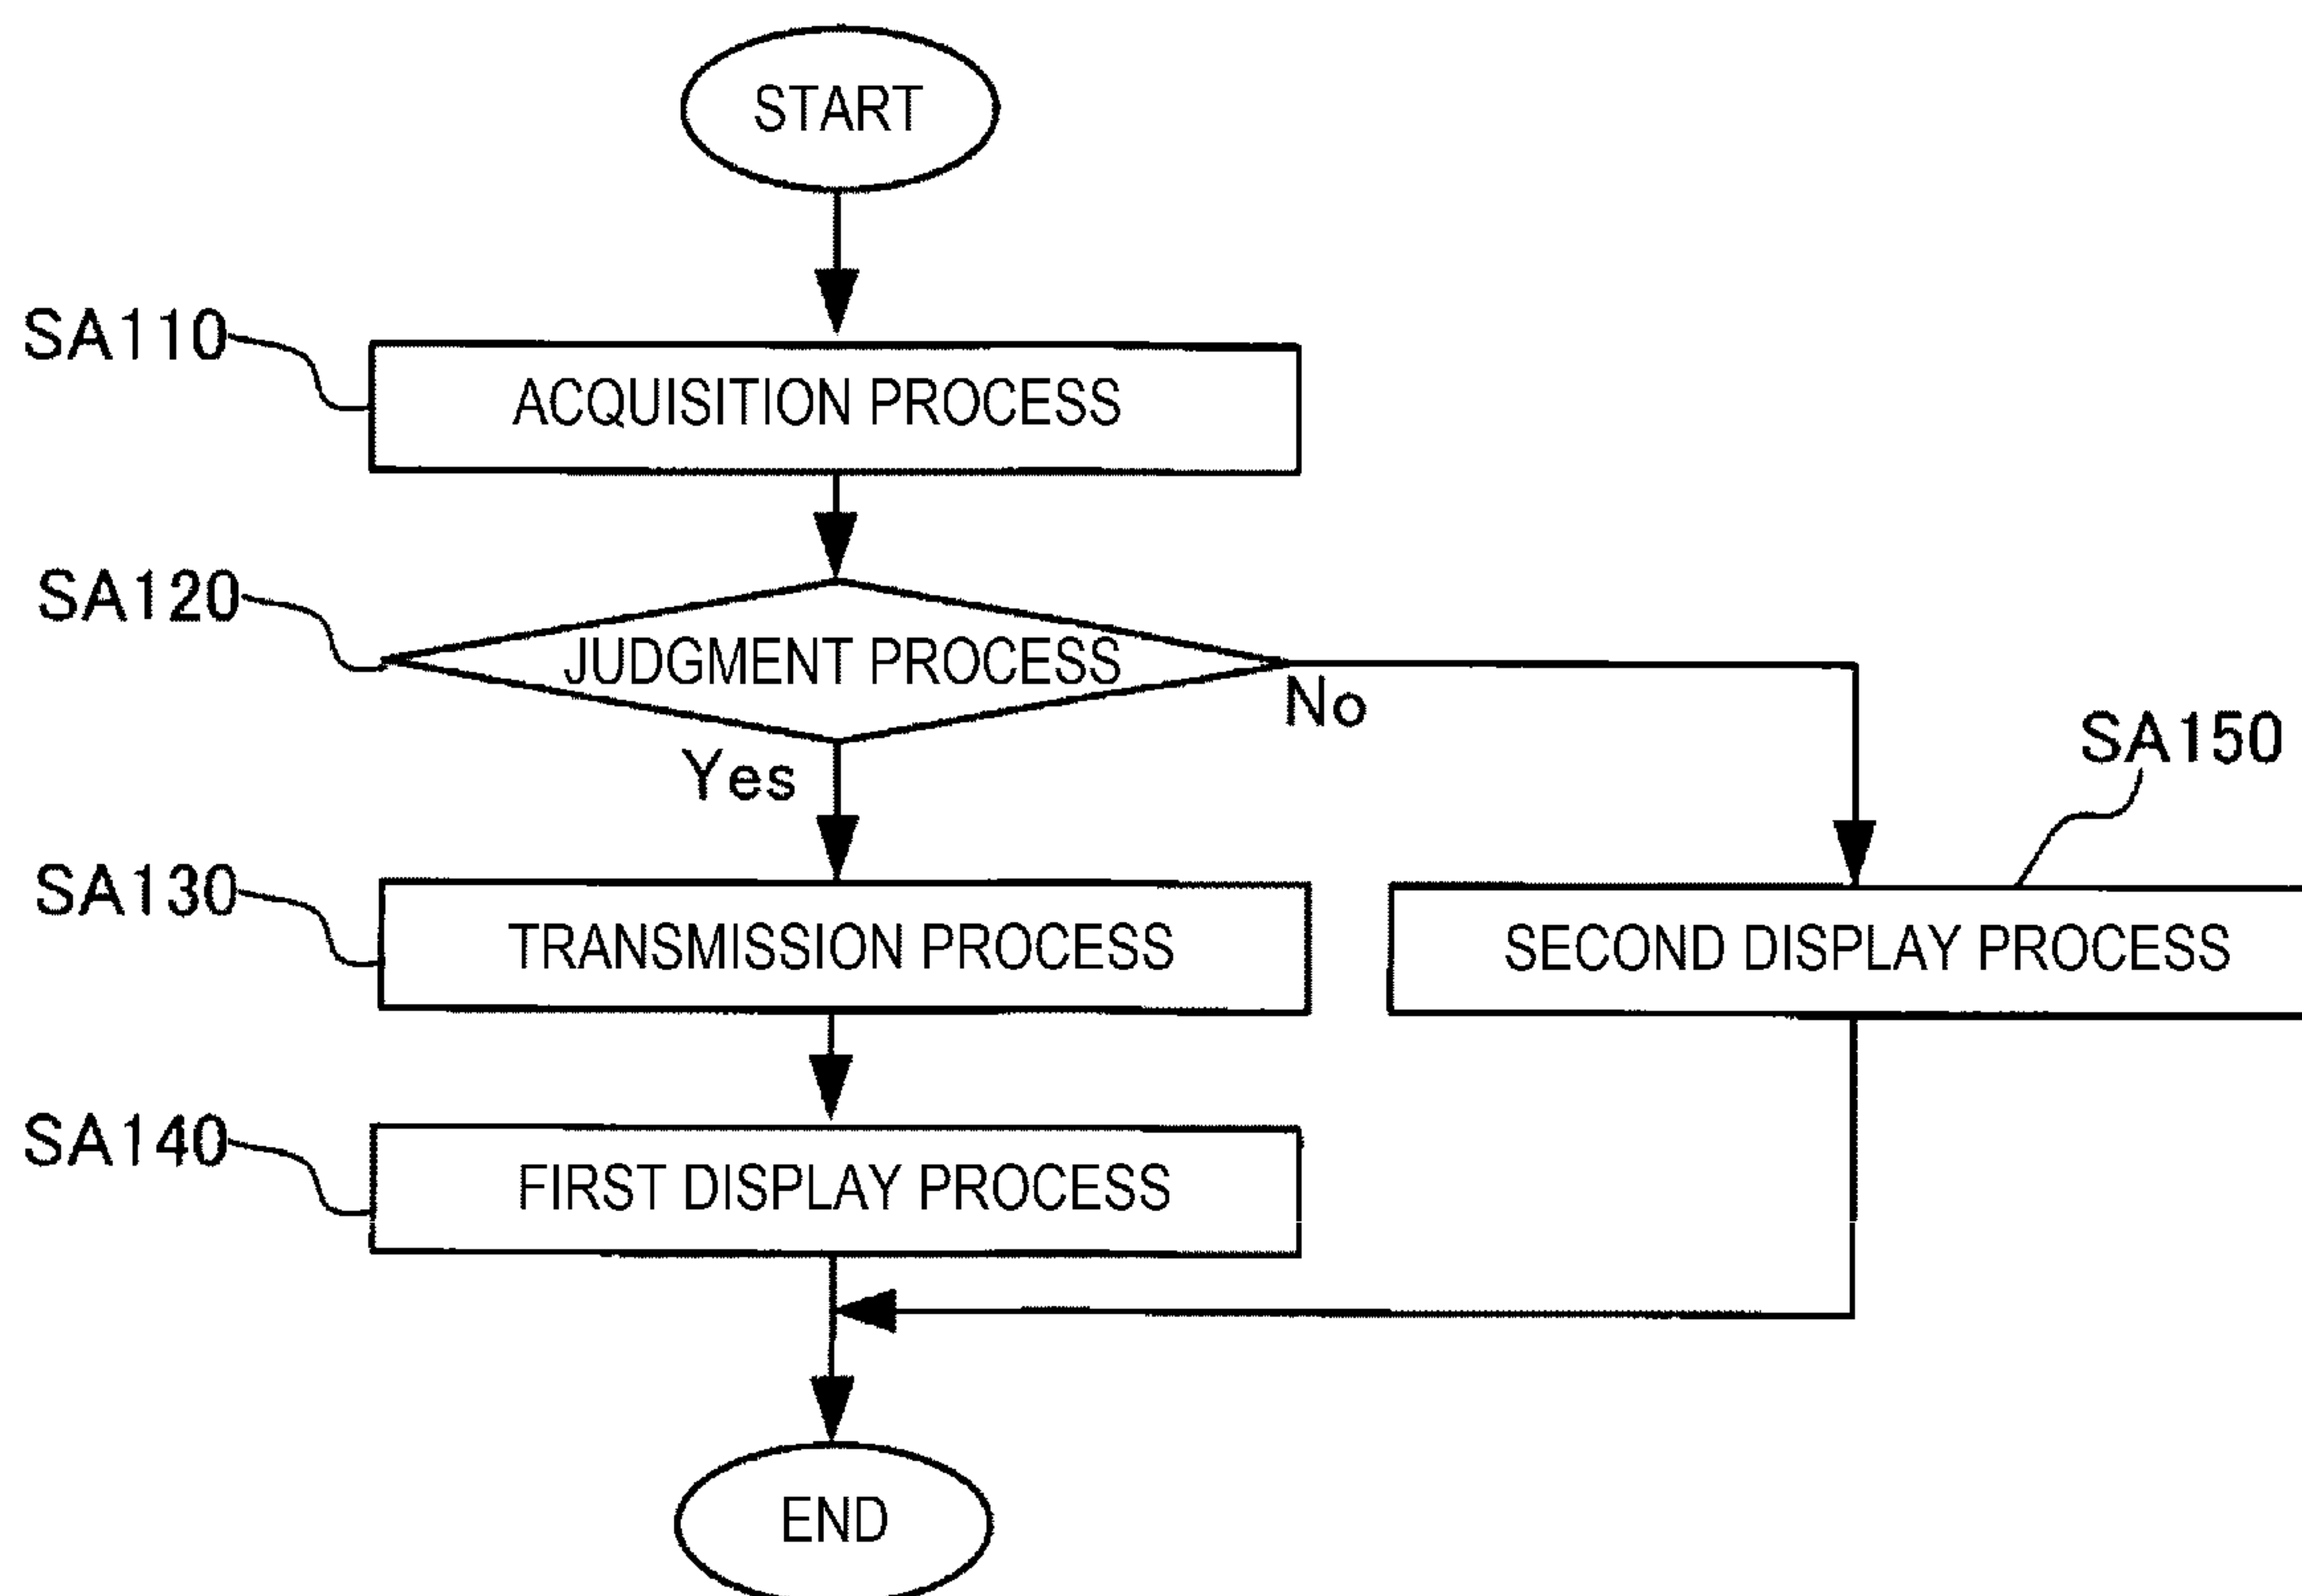 START
SA110
ACQUISITION PROCESS
SA120
JUDGMENT PROCESS
No
Yes
SA150
SA130
TRANSMISSION PROCESS
SECOND DISPLAY PROCESS
SA140
FIRST DISPLAY PROCESS
END